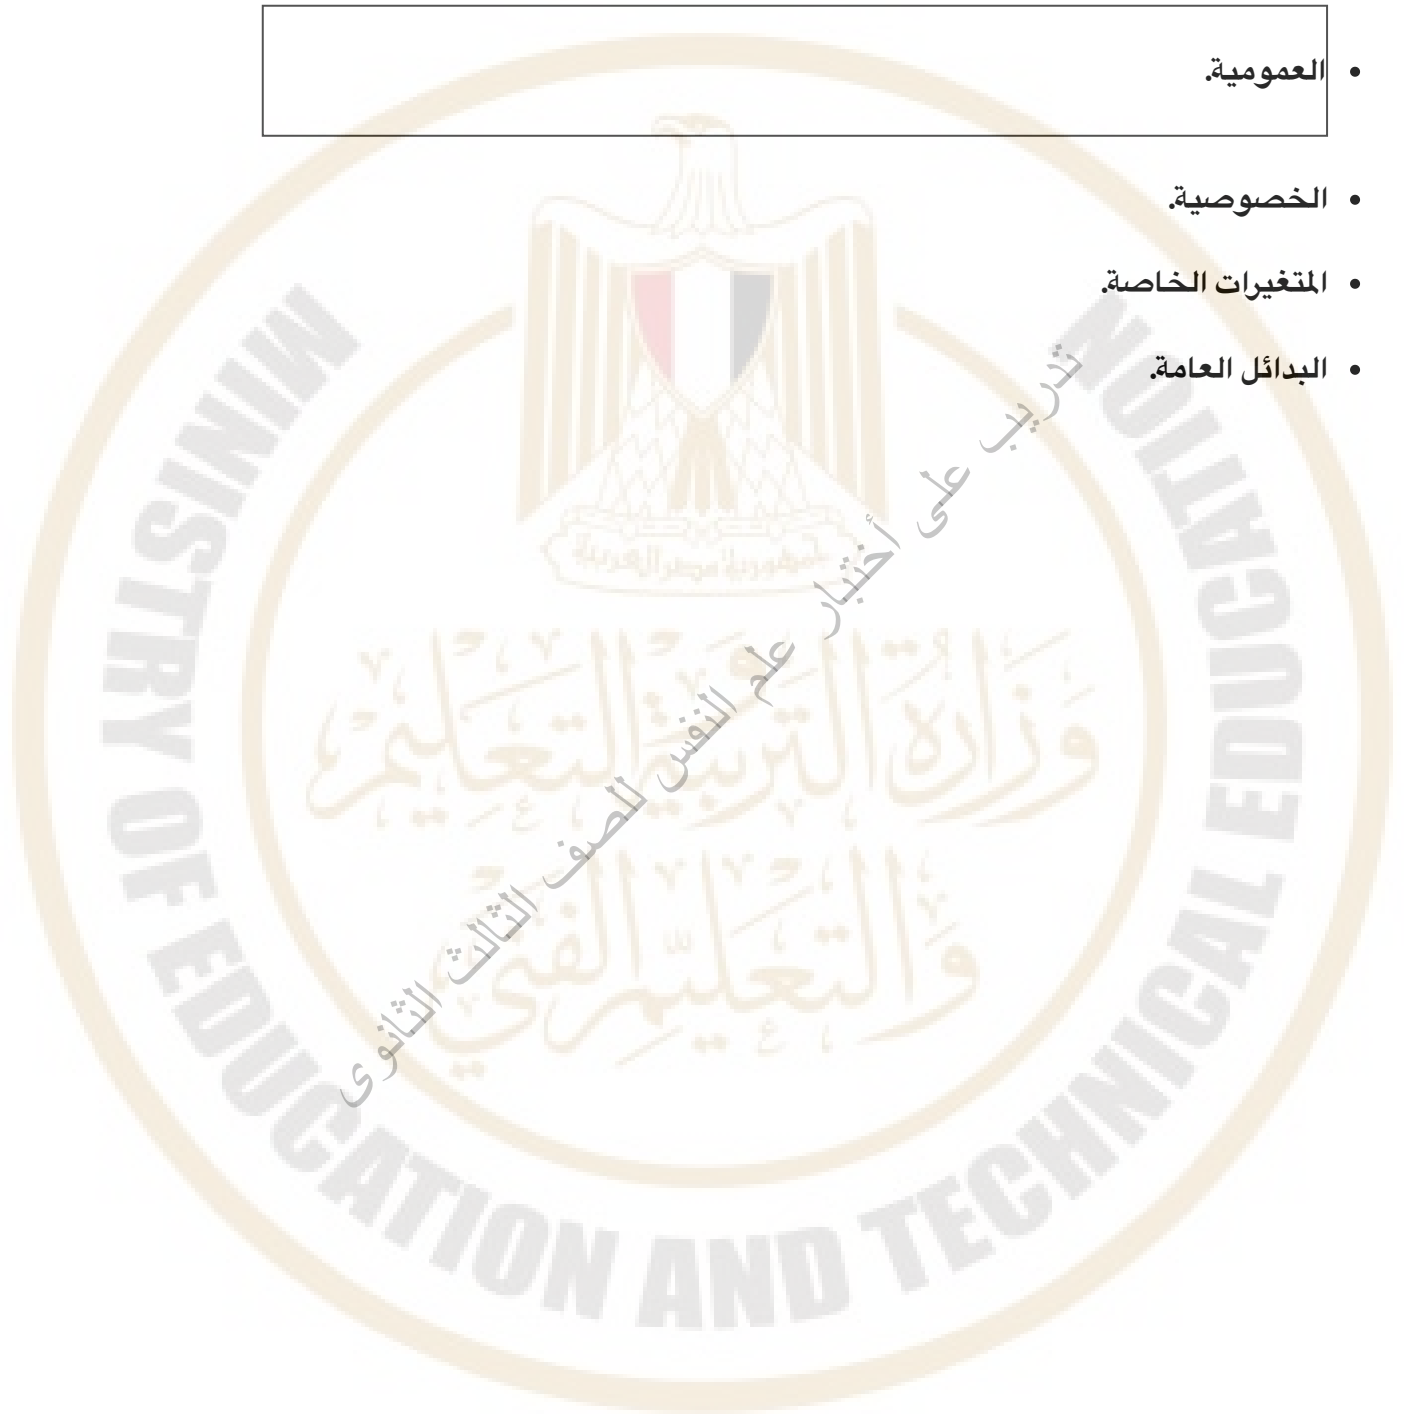 العمومية.
الخصوصية.
المتغيرات الخاصة.
البدائل العامة.
تدريب على أختبار علم النفس للصف الثالث الثانوى
جمهورية مصر العربية
وزارة التربية والتعليم
والتعليم الفني
MINISTRY OF EDUCATION AND TECHNICAL EDUCATION